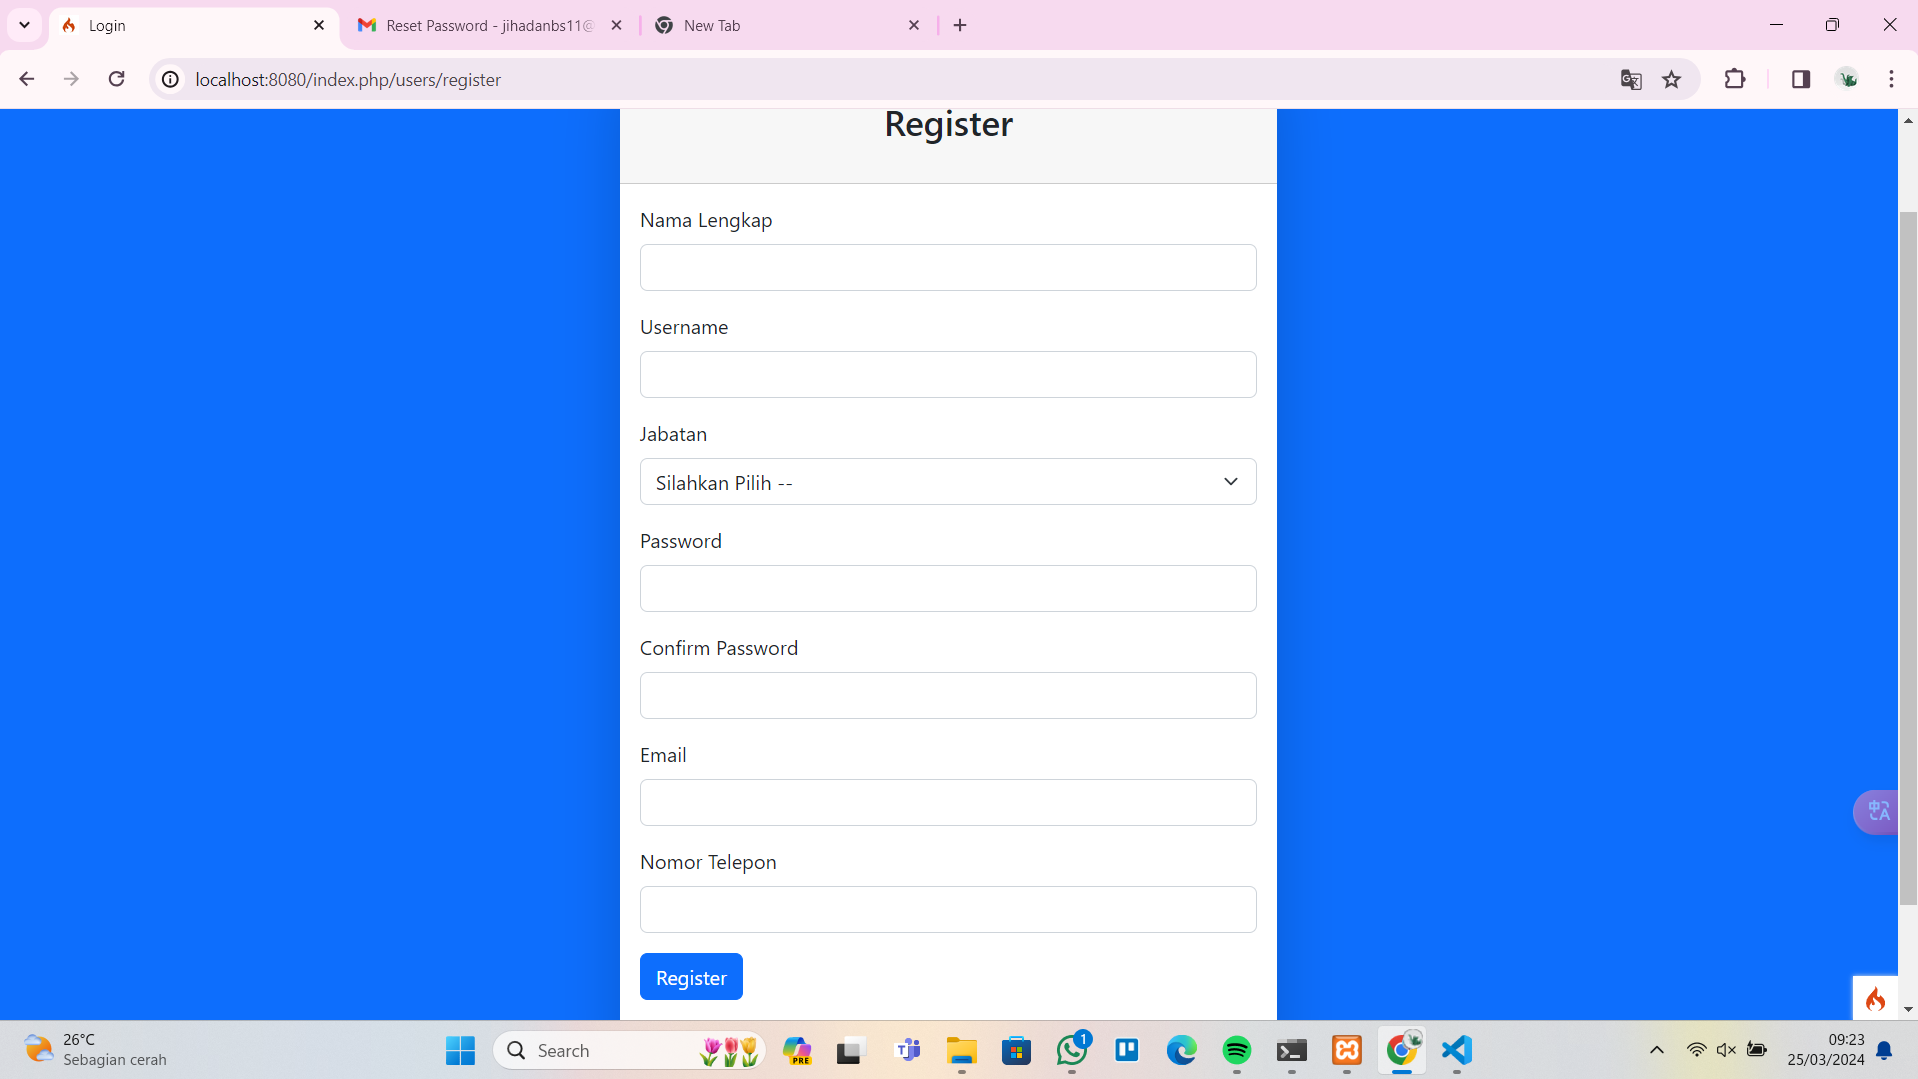 Login
Reset Password - jihadanbs11@
New Tab
localhost:8080/index.php/users/register
Register
Nama Lengkap
Username
Jabatan
Silahkan Pilih --
Password
Confirm Password
Email
Nomor Telepon
Register
26°C
Sebagian cerah
Search
PRE
1
09:23
25/03/2024